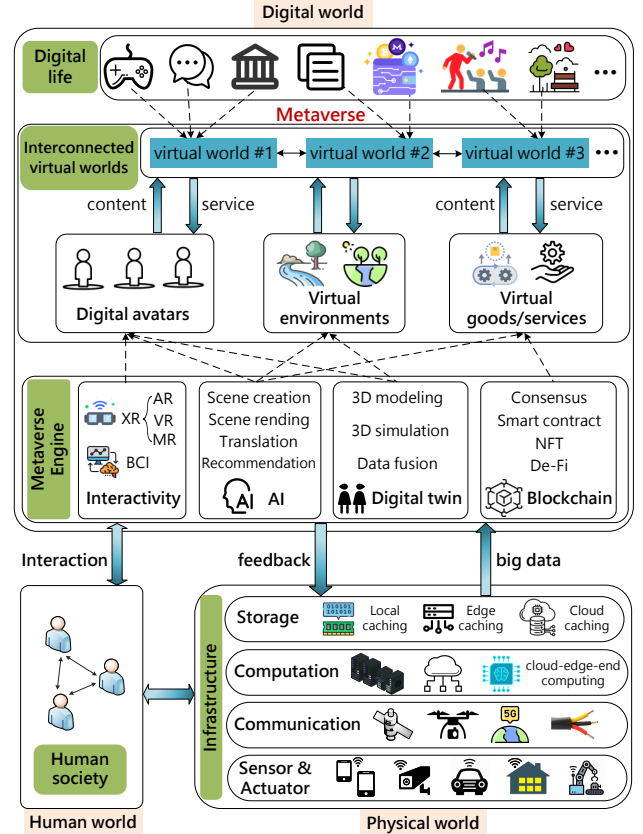 Digital world
Digital
life
Metaverse
Interconnected
virtual worlds
virtual world #1
virtual world #2
virtual world #3
content
service
content
service
Digital avatars
Virtual
environments
Virtual
goods/services
Metaverse
Engine
XR
AR
VR
MR
BCI
Interactivity
Scene creation
Scene rending
Translation
Recommendation
AI
AI
3D modeling
3D simulation
Data fusion
Digital twin
Consensus
Smart contract
NFT
De-Fi
Blockchain
Interaction
feedback
big data
Human
society
Human world
Infrastructure
Storage
010101
101010
Local
caching
Edge
caching
Cloud
caching
Computation
cloud-edge-end
computing
Communication
5G
Sensor &
Actuator
Physical world